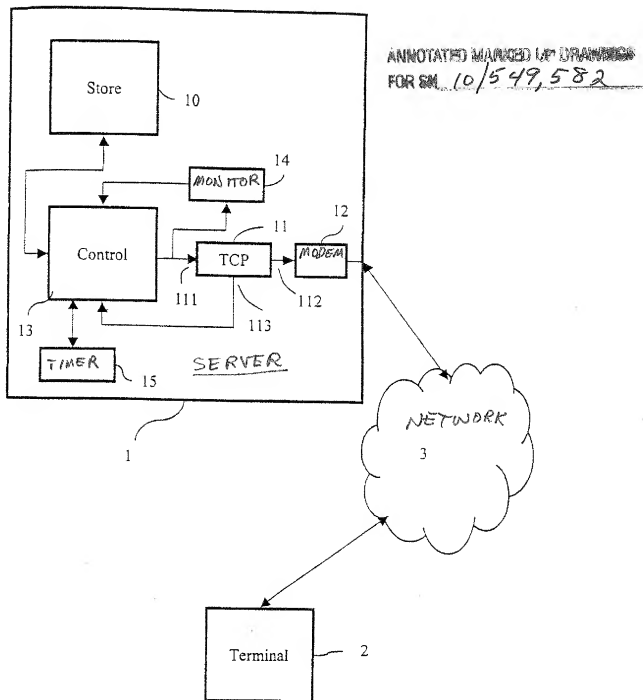 ANNOTATED MARKED UP DRAWINGS
FOR SN 10/549,582
Store
10
MONITOR
14
Control
13
11
TCP
111
112
113
12
MODEM
TIMER
15
SERVER
1
NETWORK
3
Terminal
2